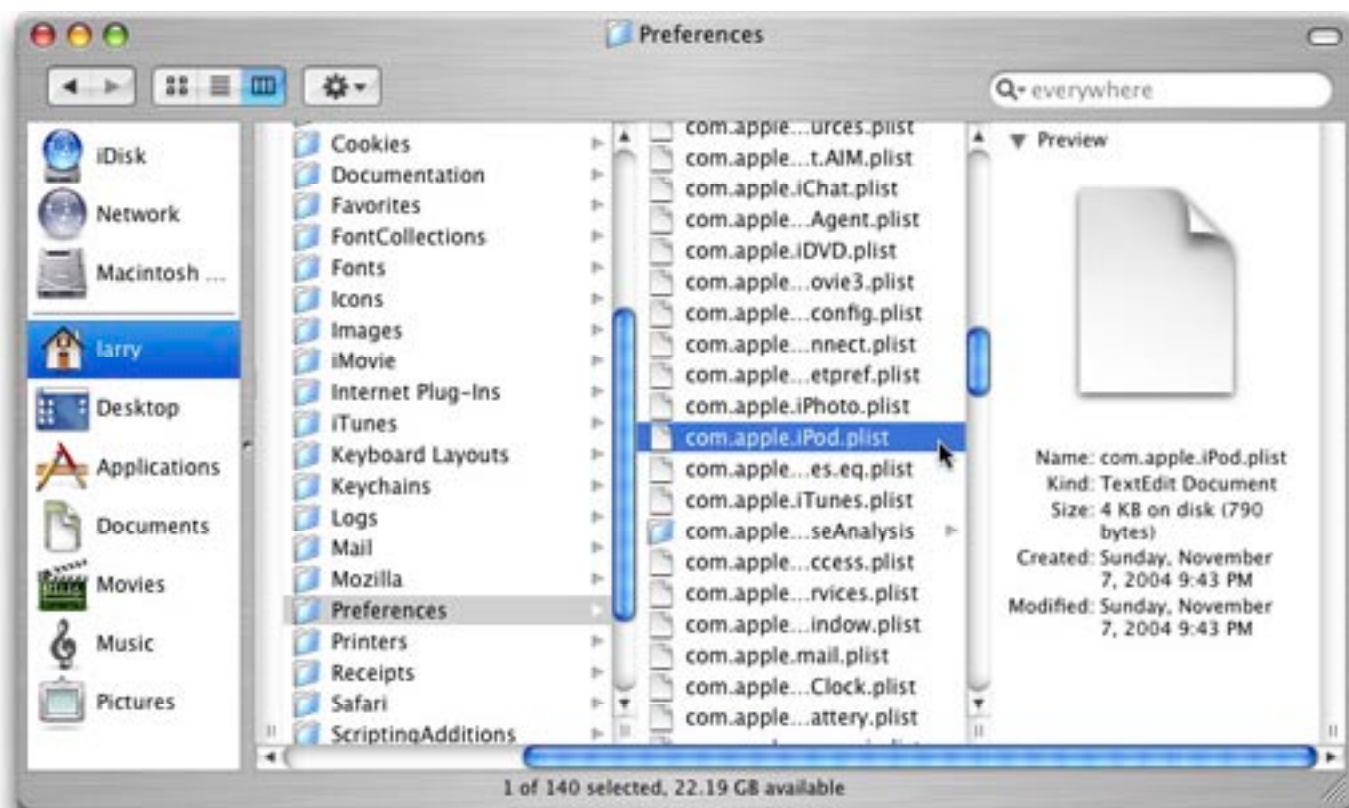 Preferences
everywhere
iDisk
Network
Macintosh ...
larry
Desktop
Applications
Documents
Movies
Music
Pictures
Cookies
Documentation
Favorites
FontCollections
Fonts
Icons
Images
iMovie
Internet Plug-Ins
iTunes
Keyboard Layouts
Keychains
Logs
Mail
Mozilla
Preferences
Printers
Receipts
Safari
ScriptingAdditions
com.apple...urces.plist
com.apple...t.AIM.plist
com.apple.iChat.plist
com.apple...Agent.plist
com.apple.iDVD.plist
com.apple...ovie3.plist
com.apple...config.plist
com.apple...nnect.plist
com.apple...etpref.plist
com.apple.iPhoto.plist
com.apple.iPod.plist
com.apple...es.eq.plist
com.apple.iTunes.plist
com.apple...seAnalysis
com.apple...ccess.plist
com.apple...rvices.plist
com.apple...indow.plist
com.apple.mail.plist
com.apple...Clock.plist
com.apple...attery.plist
Preview
Name: com.apple.iPod.plist
Kind: TextEdit Document
Size: 4 KB on disk (790
bytes)
Created: Sunday, November
7, 2004 9:43 PM
Modified: Sunday, November
7, 2004 9:43 PM
1 of 140 selected, 22.19 GB available